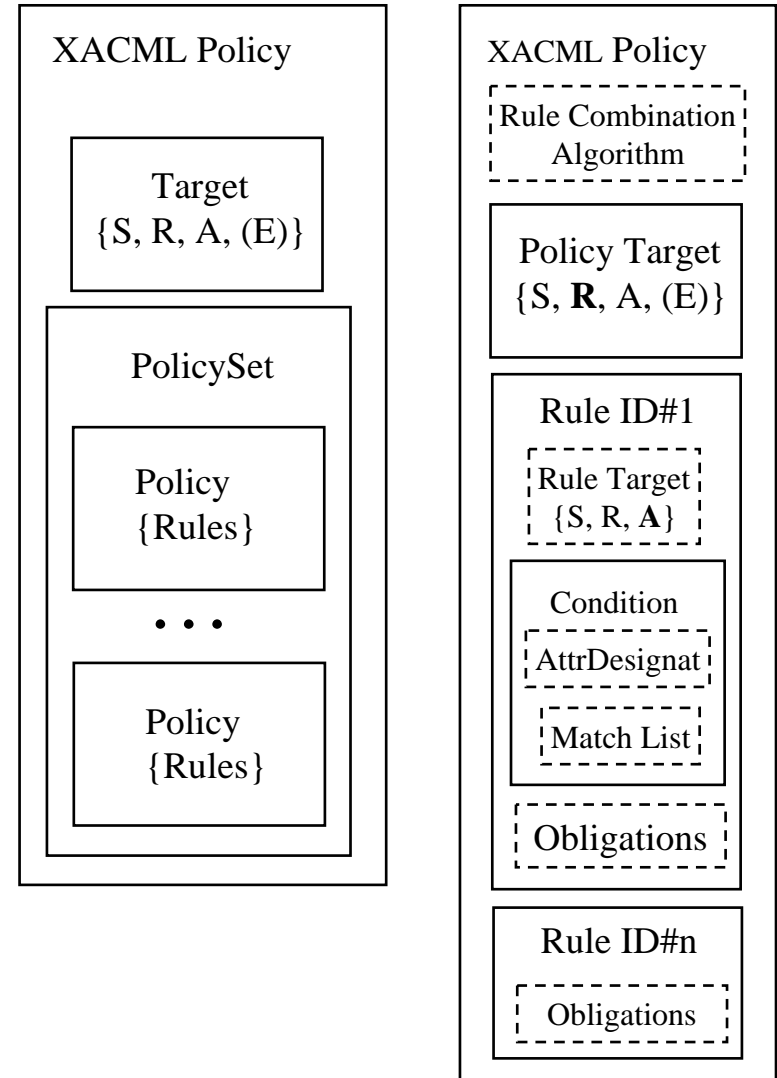 XACML Policy
Target
{S, R, A, (E)}
PolicySet
Policy
{Rules}
• • •
Policy
{Rules}
XACML Policy
Rule Combination
Algorithm
Policy Target
{S, R, A, (E)}
Rule ID#1
Rule Target
{S, R, A}
Condition
AttrDesignat
Match List
Obligations
Rule ID#n
Obligations